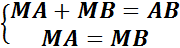 MA + MB = AB
MA = MB